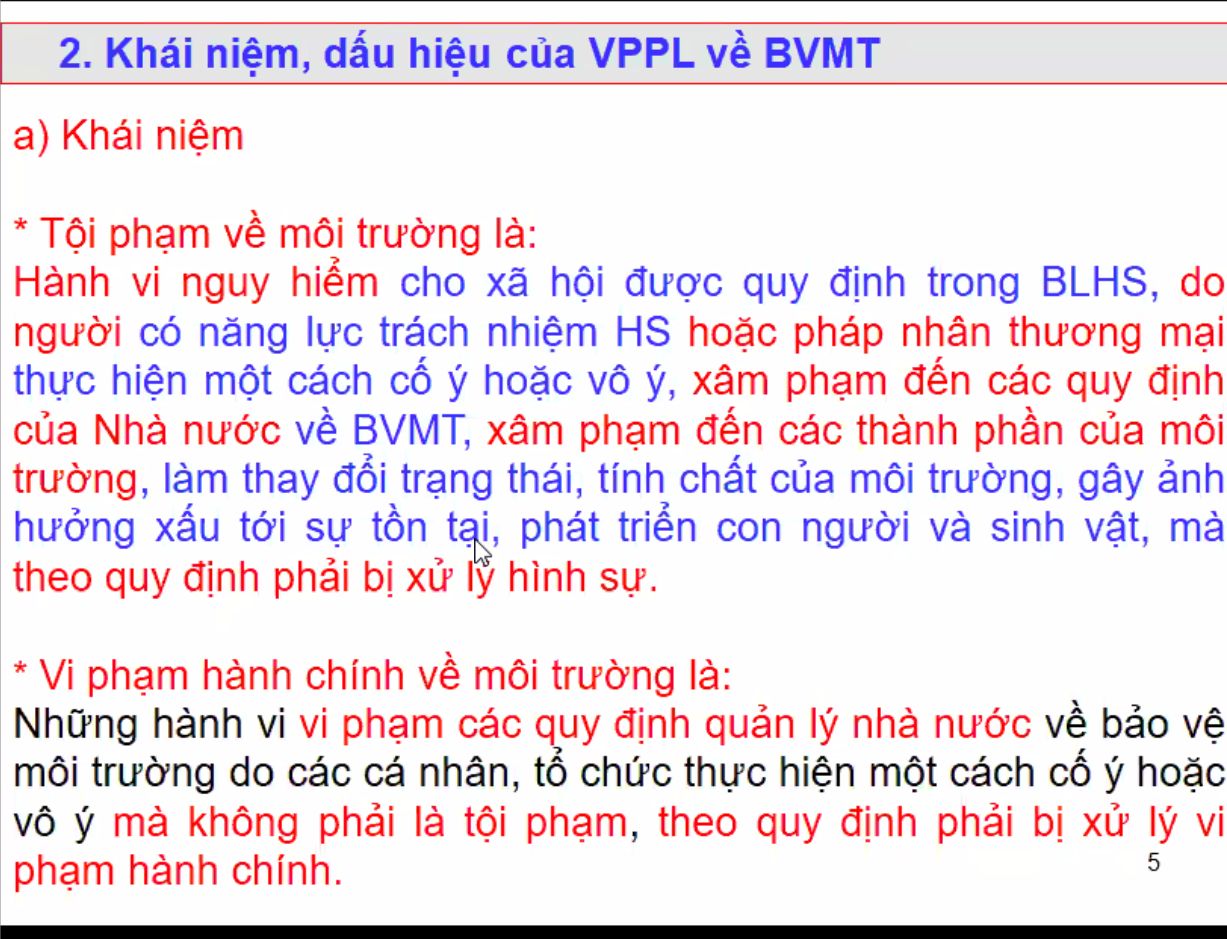 2. Khái niệm, dấu hiệu của VPPL về BVMT
a) Khái niệm
* Tội phạm về môi trường là:
Hành vi nguy hiểm cho xã hội được quy định trong BLHS, do
người có năng lực trách nhiệm HS hoặc pháp nhân thương mại
thực hiện một cách cố ý hoặc vô ý, xâm phạm đến các quy định
của Nhà nước về BVMT, xâm phạm đến các thành phần của môi
trường, làm thay đổi trạng thái, tính chất của môi trường, gây ảnh
hưởng xấu tới sự tồn tại, phát triển con người và sinh vật, mà
theo quy định phải bị xử lý hình sự.
* Vi phạm hành chính về môi trường là:
Những hành vi vi phạm các quy định quản lý nhà nước về bảo vệ
môi trường do các cá nhân, tổ chức thực hiện một cách cố ý hoặc
vô ý mà không phải là tội phạm, theo quy định phải bị xử lý vi
phạm hành chính.
5